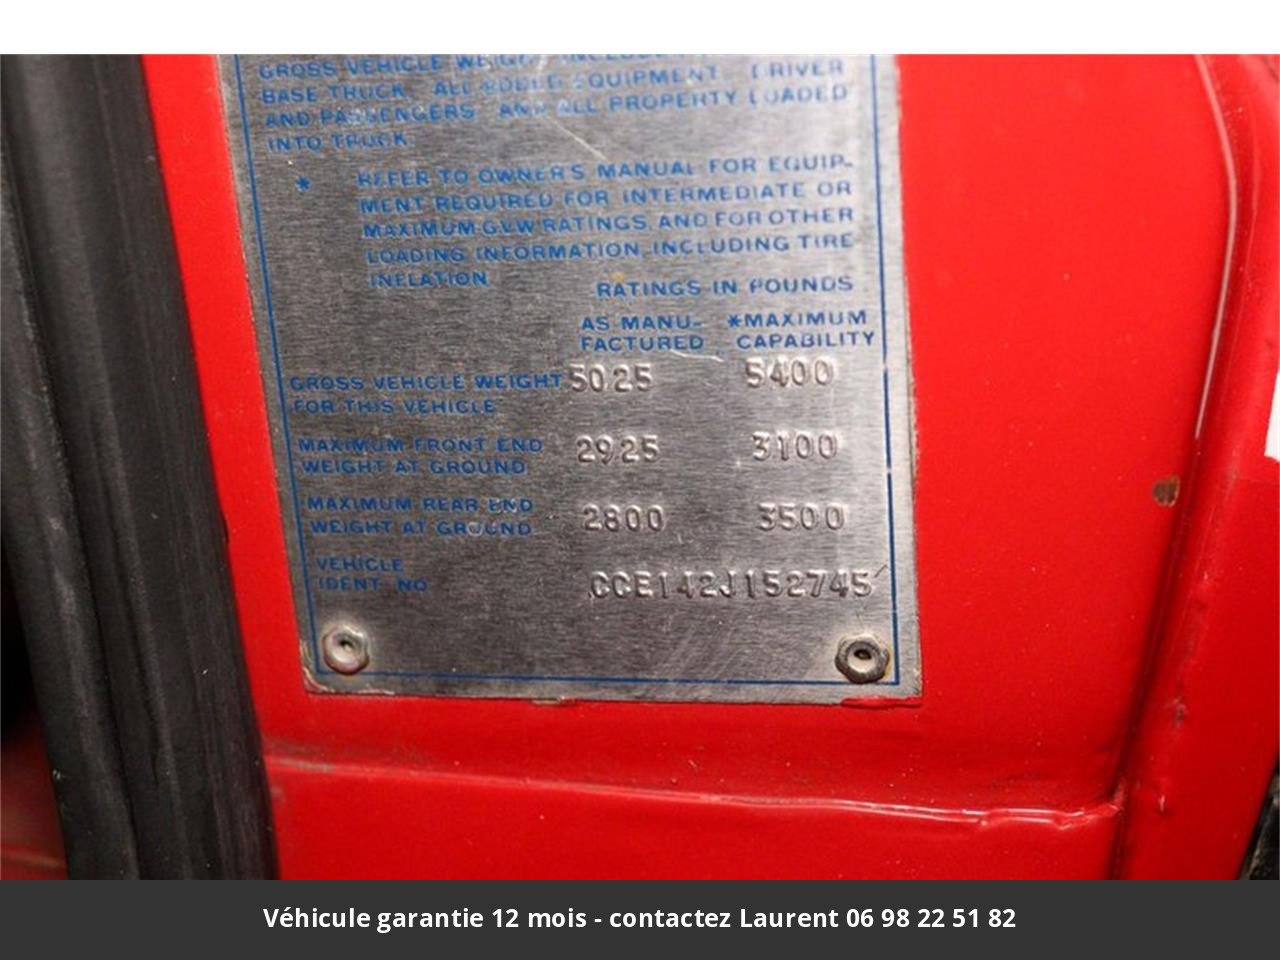 GROSS VEHICLE WEIGHT INCLUDES
BASE TRUCK, ALL ADDED EQUIPMENT, DRIVER
AND PASSENGERS, AND ALL PROPERTY LOADED
INTO TRUCK.
* REFER TO OWNER'S MANUAL FOR EQUIP-
MENT REQUIRED FOR INTERMEDIATE OR
MAXIMUM GVW RATINGS, AND FOR OTHER
LOADING INFORMATION, INCLUDING TIRE
INFLATION
RATINGS IN POUNDS
AS MANU- *MAXIMUM
FACTURED CAPABILITY
GROSS VEHICLE WEIGHT 5025 5400
FOR THIS VEHICLE
MAXIMUM FRONT END 2925 3100
WEIGHT AT GROUND
MAXIMUM REAR END 2800 3500
WEIGHT AT GROUND
VEHICLE
IDENT. NO. CCE142J152745
Véhicule garantie 12 mois - contactez Laurent 06 98 22 51 82